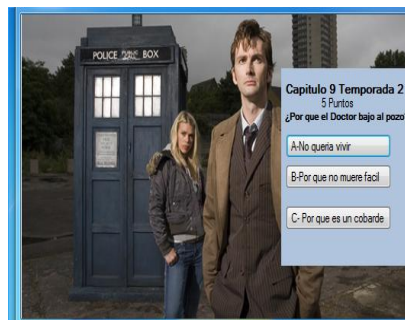 POLICE BOX
Capitulo 9 Temporada 2
5 Puntos
¿Por que el Doctor bajo al pozo
A-No queria vivir
B-Por que no muere facil
C- Por que es un cobarde